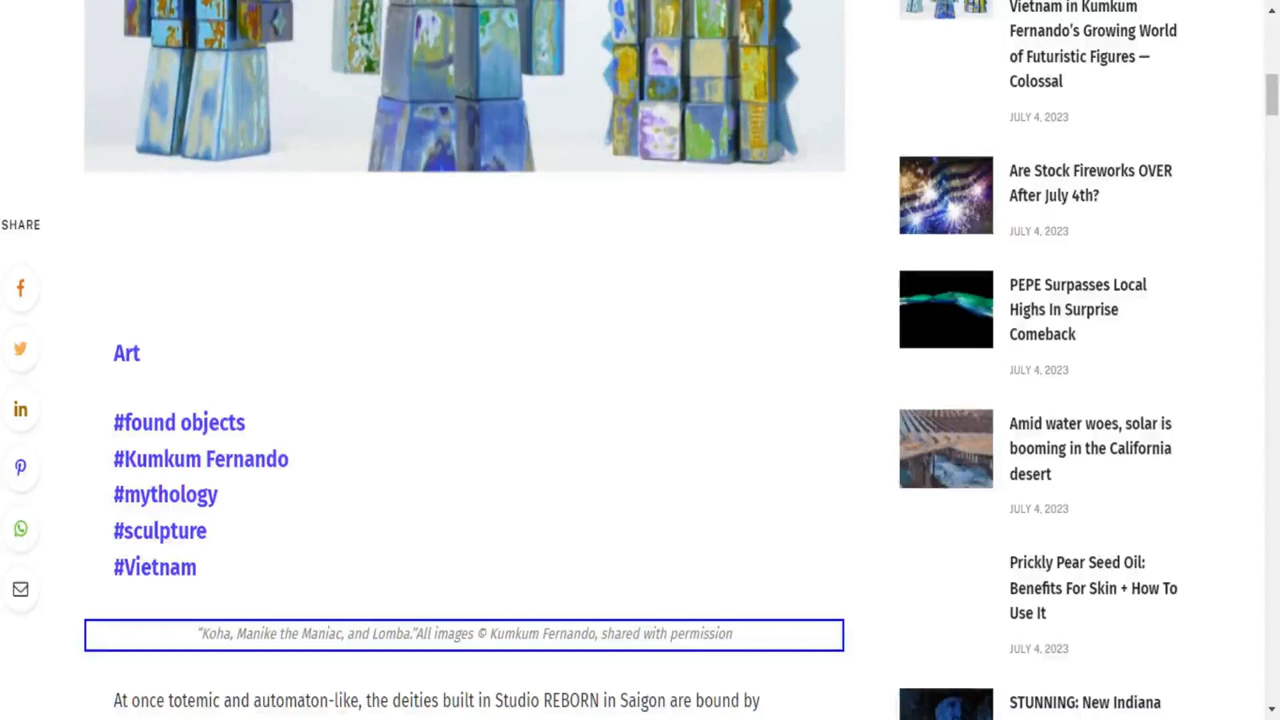 SHARE
Art
#found objects
#Kumkum Fernando
#mythology
#sculpture
#Vietnam
“Koha, Manike the Maniac, and Lomba.”All images © Kumkum Fernando, shared with permission
At once totemic and automaton-like, the deities built in Studio REBORN in Saigon are bound by
Vietnam in Kumkum
Fernando’s Growing World
of Futuristic Figures —
Colossal
JULY 4, 2023
Are Stock Fireworks OVER
After July 4th?
JULY 4, 2023
PEPE Surpasses Local
Highs In Surprise
Comeback
JULY 4, 2023
Amid water woes, solar is
booming in the California
desert
JULY 4, 2023
Prickly Pear Seed Oil:
Benefits For Skin + How To
Use It
JULY 4, 2023
STUNNING: New Indiana